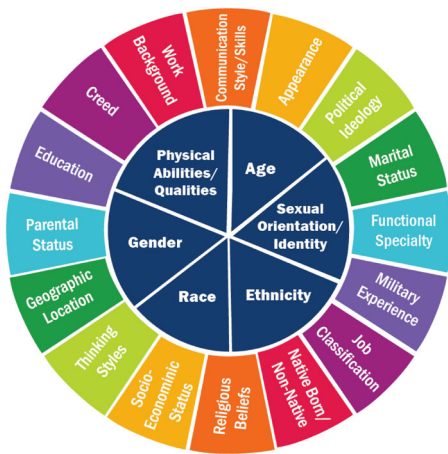 Communication
Style/Skills
Appearance
Political
Ideology
Marital
Status
Functional
Specialty
Military
Experience
Job
Classification
Native Born/
Non-Native
Religious
Beliefs
Socio-
Econominic
Status
Thinking
Styles
Geographic
Location
Parental
Status
Education
Creed
Work
Background
Age
Sexual
Orientation/
Identity
Ethnicity
Race
Gender
Physical
Abilities/
Qualities